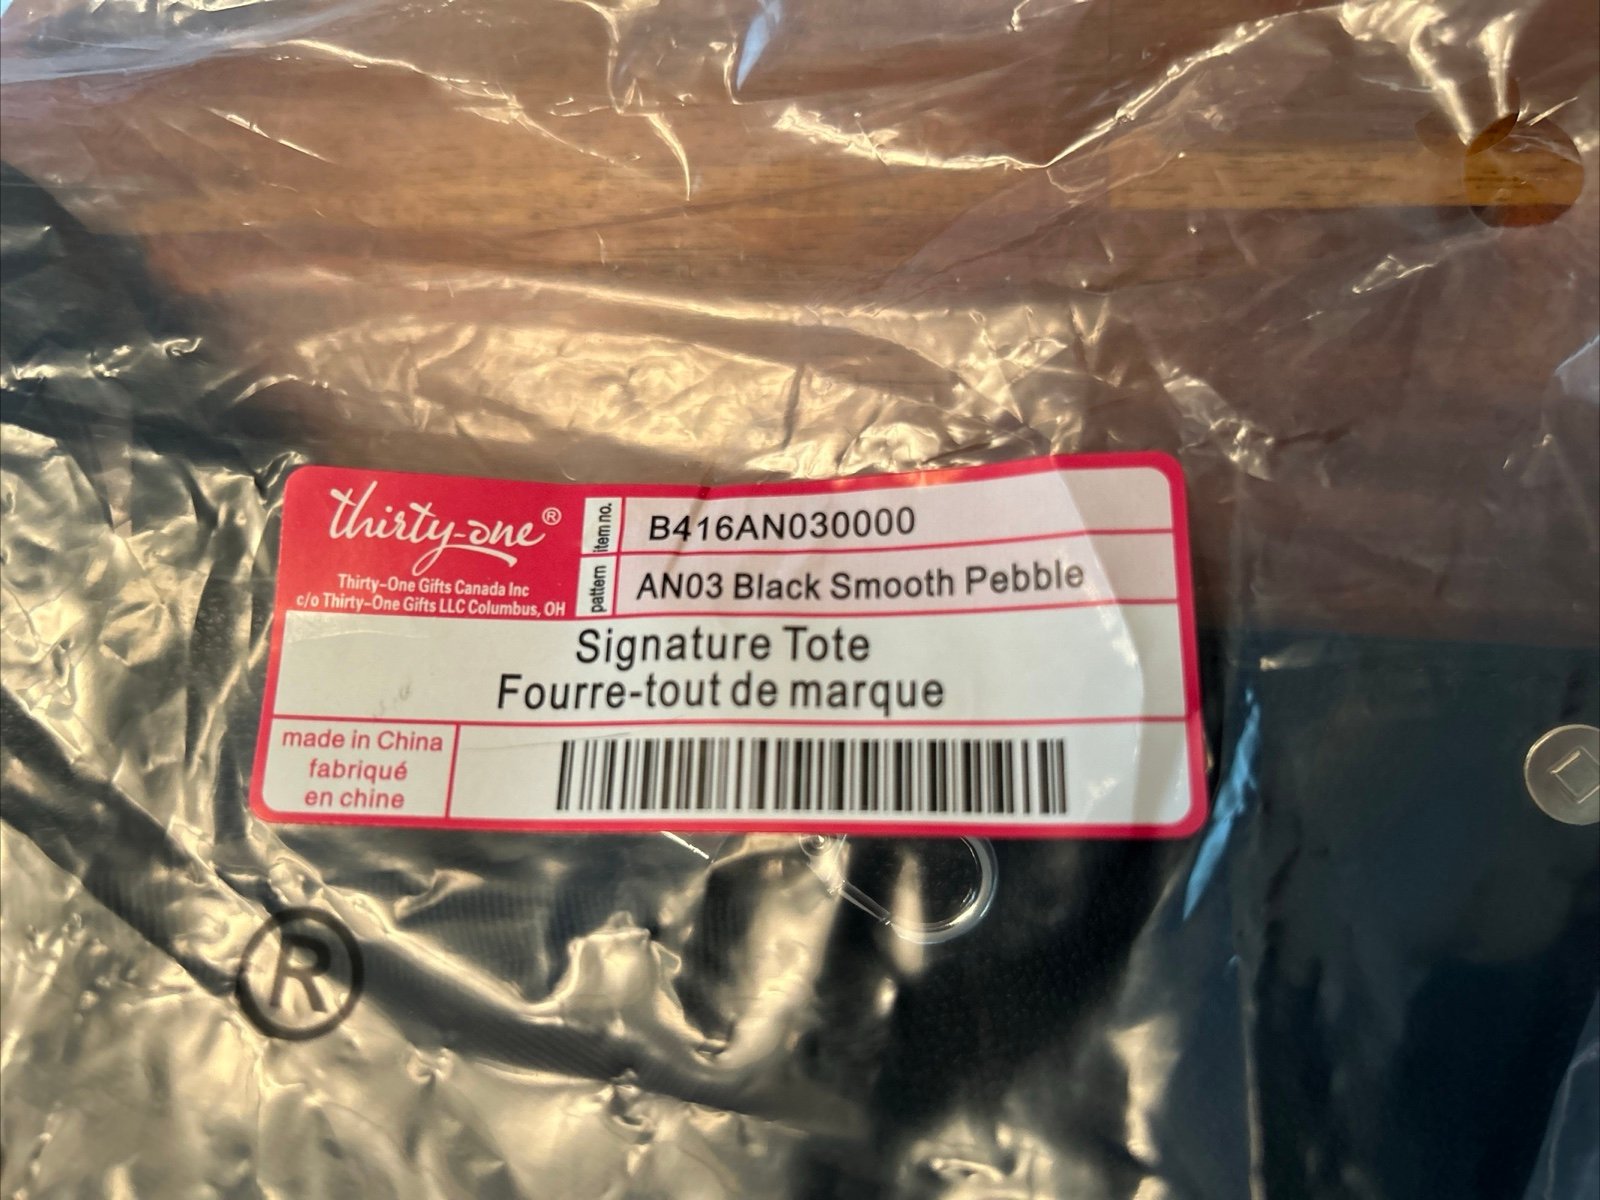 thirty-one®
Thirty-One Gifts Canada Inc
c/o Thirty-One Gifts LLC Columbus, OH
item no.
B416AN030000
pattern
AN03 Black Smooth Pebble
Signature Tote
Fourre-tout de marque
made in China
fabriqué
en chine
®